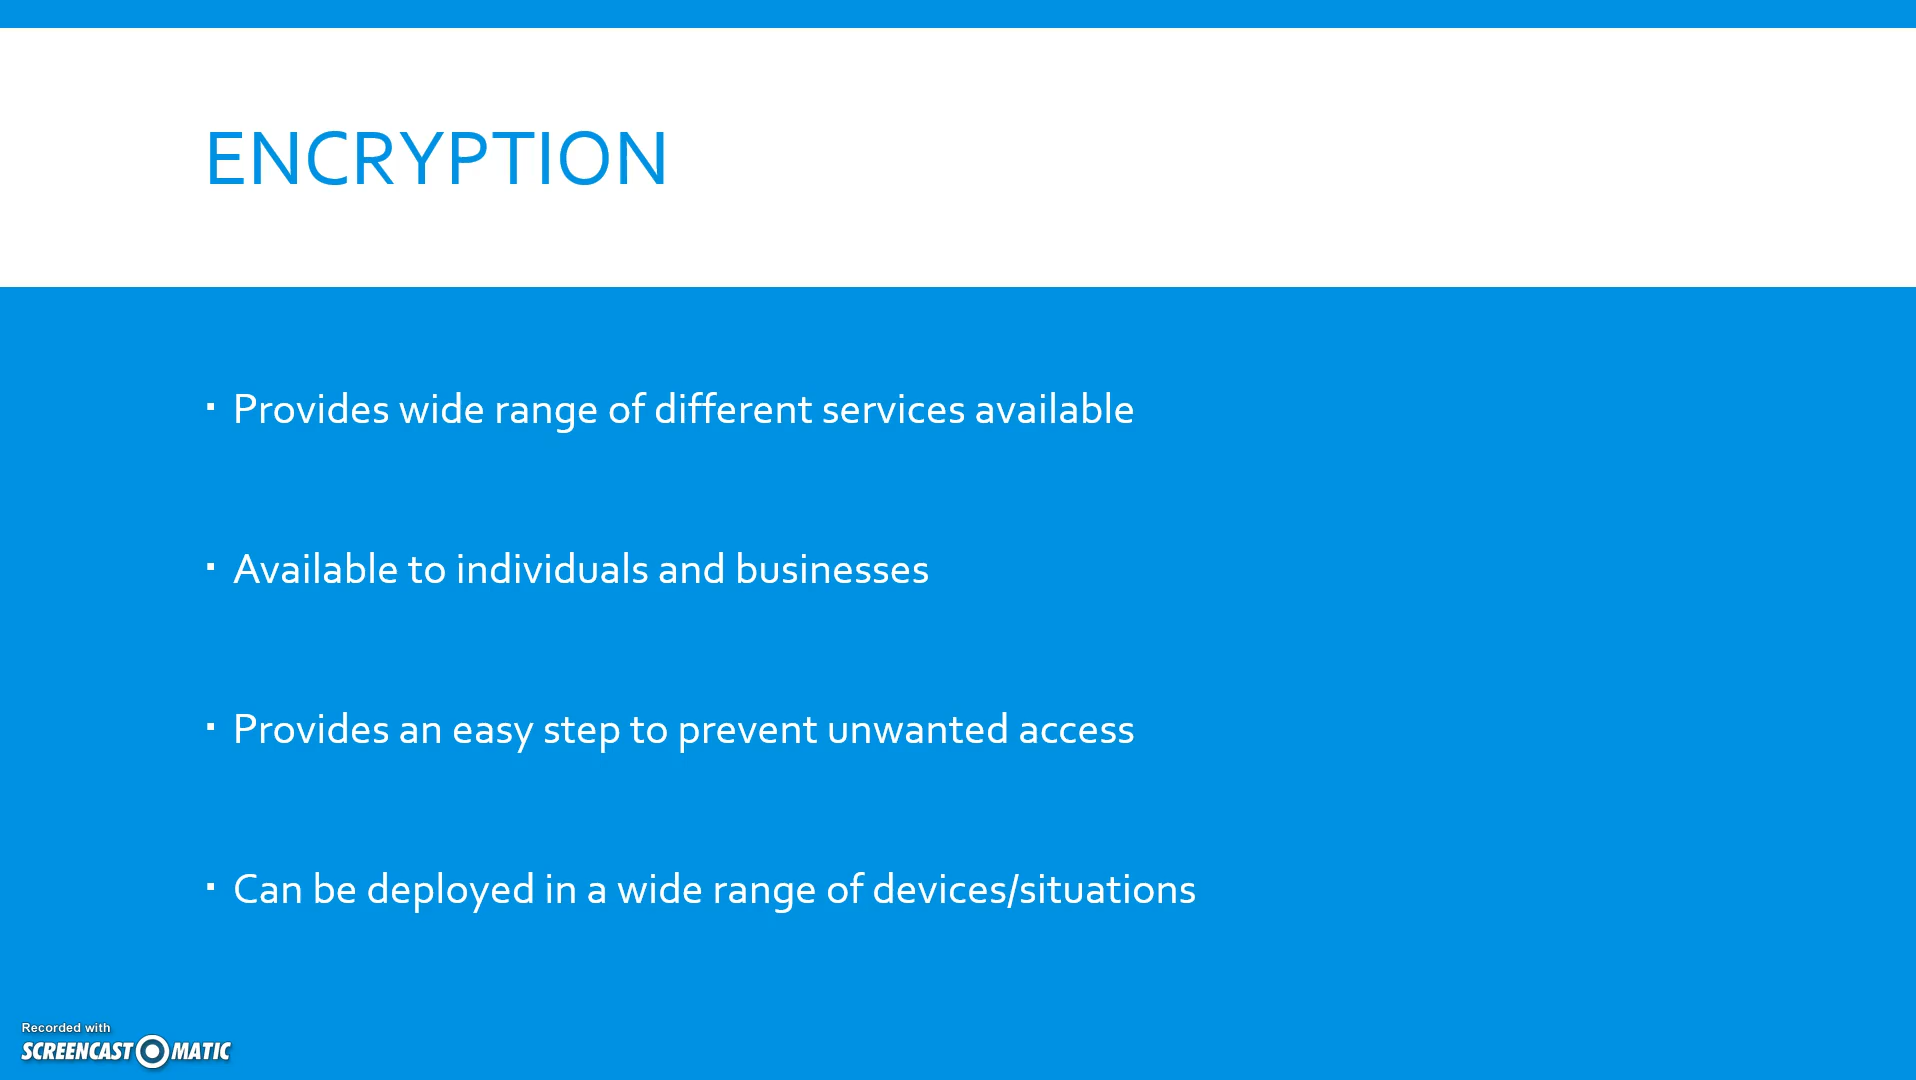 ENCRYPTION
▪ Provides wide range of different services available
▪ Available to individuals and businesses
▪ Provides an easy step to prevent unwanted access
▪ Can be deployed in a wide range of devices/situations
Recorded with
SCREENCAST MATIC